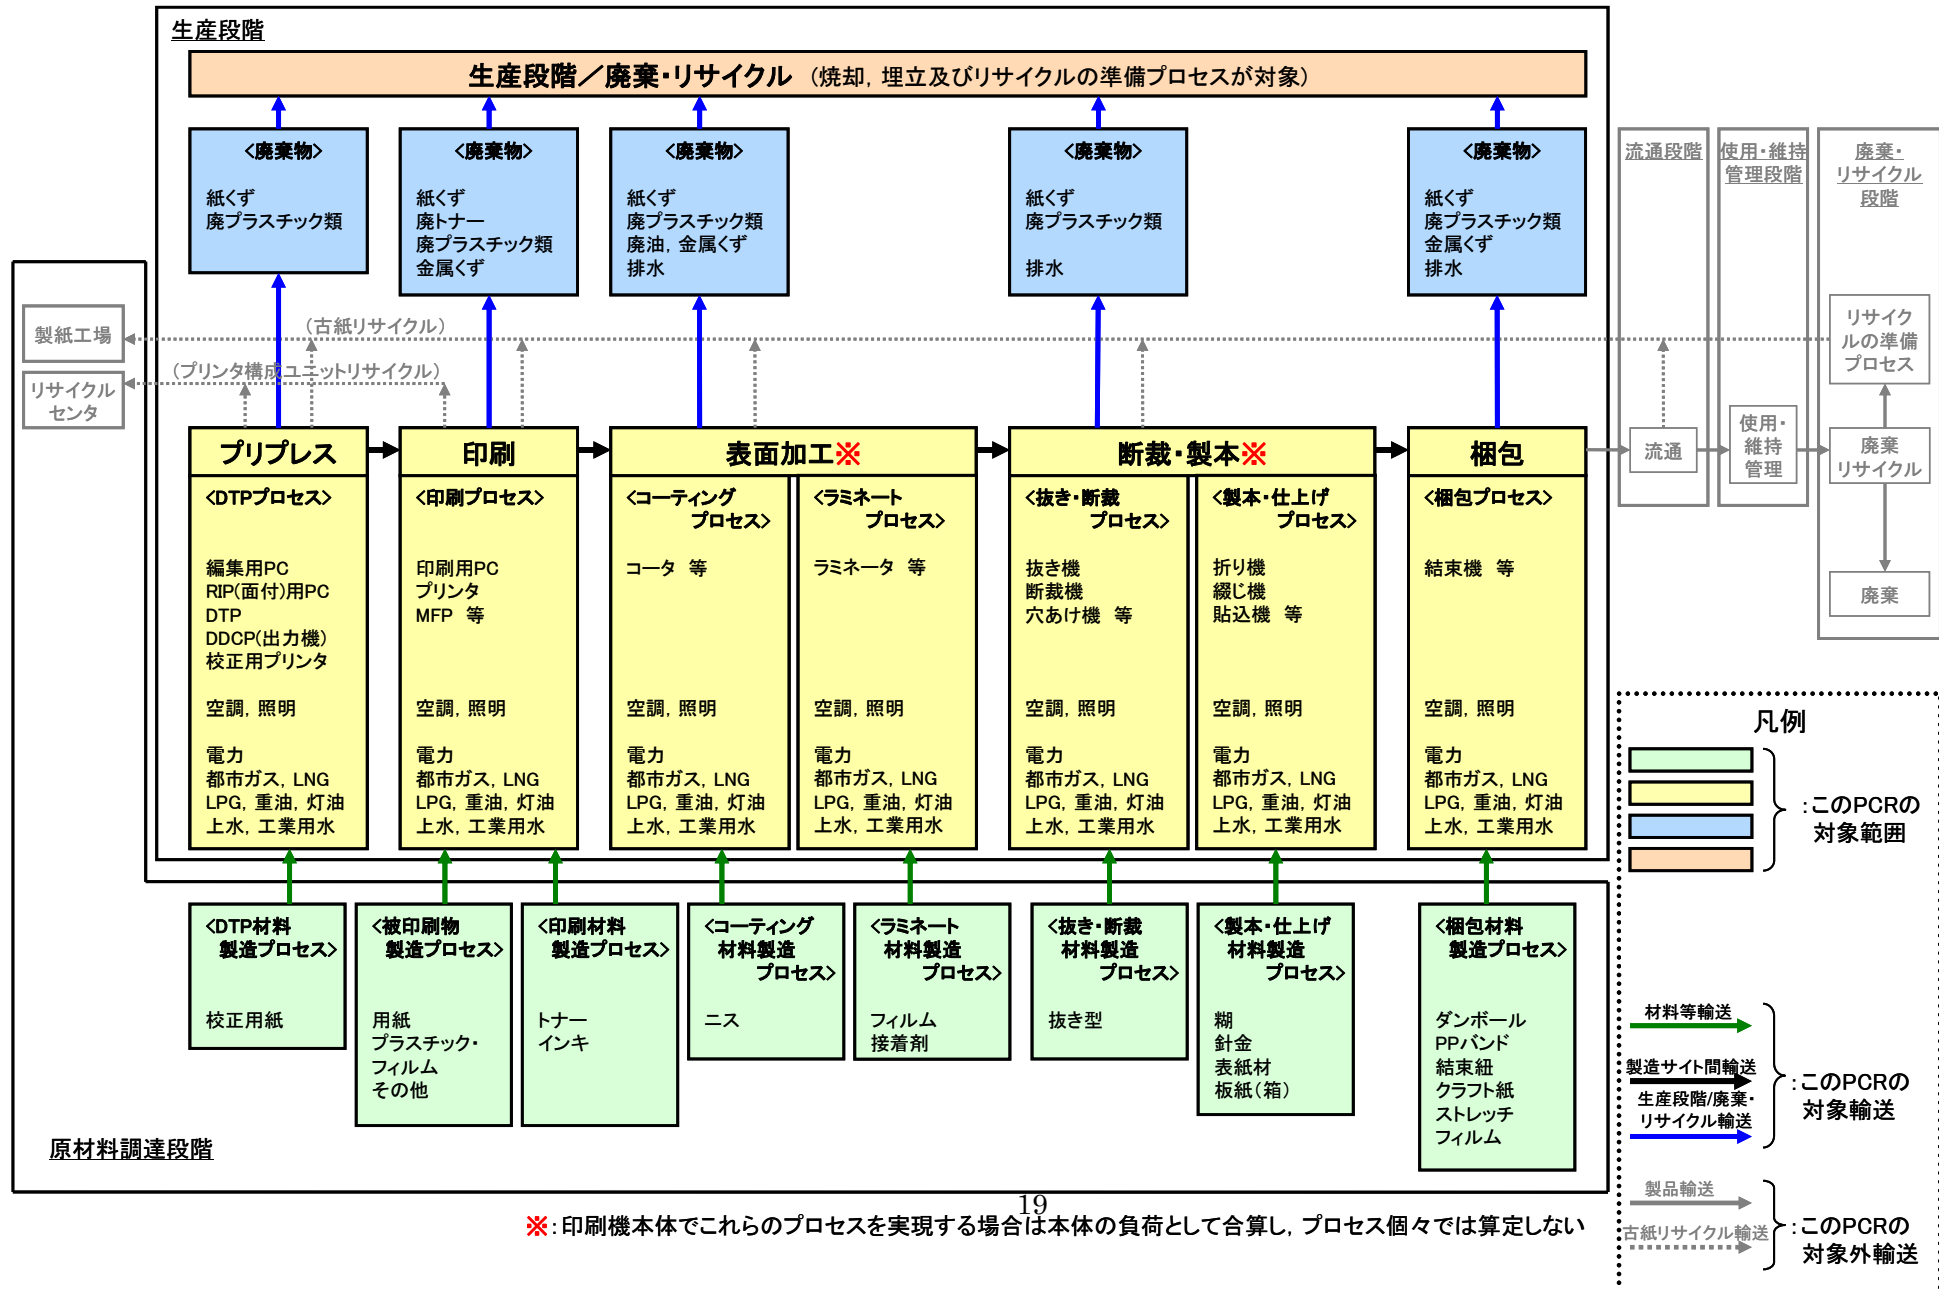 生産段階
生産段階／廃棄・リサイクル （焼却，埋立及びリサイクルの準備プロセスが対象）
<廃棄物>
紙くず
廃プラスチック類
<廃棄物>
紙くず
廃トナー
廃プラスチック類
金属くず
<廃棄物>
紙くず
廃プラスチック類
廃油，金属くず
排水
<廃棄物>
紙くず
廃プラスチック類
排水
<廃棄物>
紙くず
廃プラスチック類
金属くず
排水
流通段階
使用・維持
管理段階
廃棄・
リサイクル
段階
製紙工場
（古紙リサイクル）
リサイクル
センタ
（プリンタ構成ユニットリサイクル）
リサイク
ルの準備
プロセス
プリプレス
印刷
表面加工※
断裁・製本※
梱包
流通
使用・
維持
管理
廃棄
リサイクル
廃棄
<DTPプロセス>
編集用PC
RIP(面付)用PC
DTP
DDCP(出力機)
校正用プリンタ
空調，照明
電力
都市ガス，LNG
LPG，重油，灯油
上水，工業用水
<印刷プロセス>
印刷用PC
プリンタ
MFP 等
空調，照明
電力
都市ガス，LNG
LPG，重油，灯油
上水，工業用水
<コーティング
プロセス>
コータ 等
空調，照明
電力
都市ガス，LNG
LPG，重油，灯油
上水，工業用水
<ラミネート
プロセス>
ラミネータ 等
空調，照明
電力
都市ガス，LNG
LPG，重油，灯油
上水，工業用水
<抜き・断裁
プロセス>
抜き機
断裁機
穴あけ機 等
空調，照明
電力
都市ガス，LNG
LPG，重油，灯油
上水，工業用水
<製本・仕上げ
プロセス>
折り機
綴じ機
貼込機 等
空調，照明
電力
都市ガス，LNG
LPG，重油，灯油
上水，工業用水
<梱包プロセス>
結束機 等
空調，照明
電力
都市ガス，LNG
LPG，重油，灯油
上水，工業用水
<DTP材料
製造プロセス>
校正用紙
<被印刷物
製造プロセス>
用紙
プラスチック・
フィルム
その他
<印刷材料
製造プロセス>
トナー
インキ
<コーティング
材料製造
プロセス>
ニス
<ラミネート
材料製造
プロセス>
フィルム
接着剤
<抜き・断裁
材料製造
プロセス>
抜き型
<製本・仕上げ
材料製造
プロセス>
糊
針金
表紙材
板紙（箱）
<梱包材料
製造プロセス>
ダンボール
PPバンド
結束紐
クラフト紙
ストレッチ
フィルム
原材料調達段階
凡例
：このPCRの
対象範囲
材料等輸送
製造サイト間輸送
生産段階/廃棄・
リサイクル輸送
：このPCRの
対象輸送
製品輸送
古紙リサイクル輸送
：このPCRの
対象外輸送
19
※：印刷機本体でこれらのプロセスを実現する場合は本体の負荷として合算し，プロセス個々では算定しない